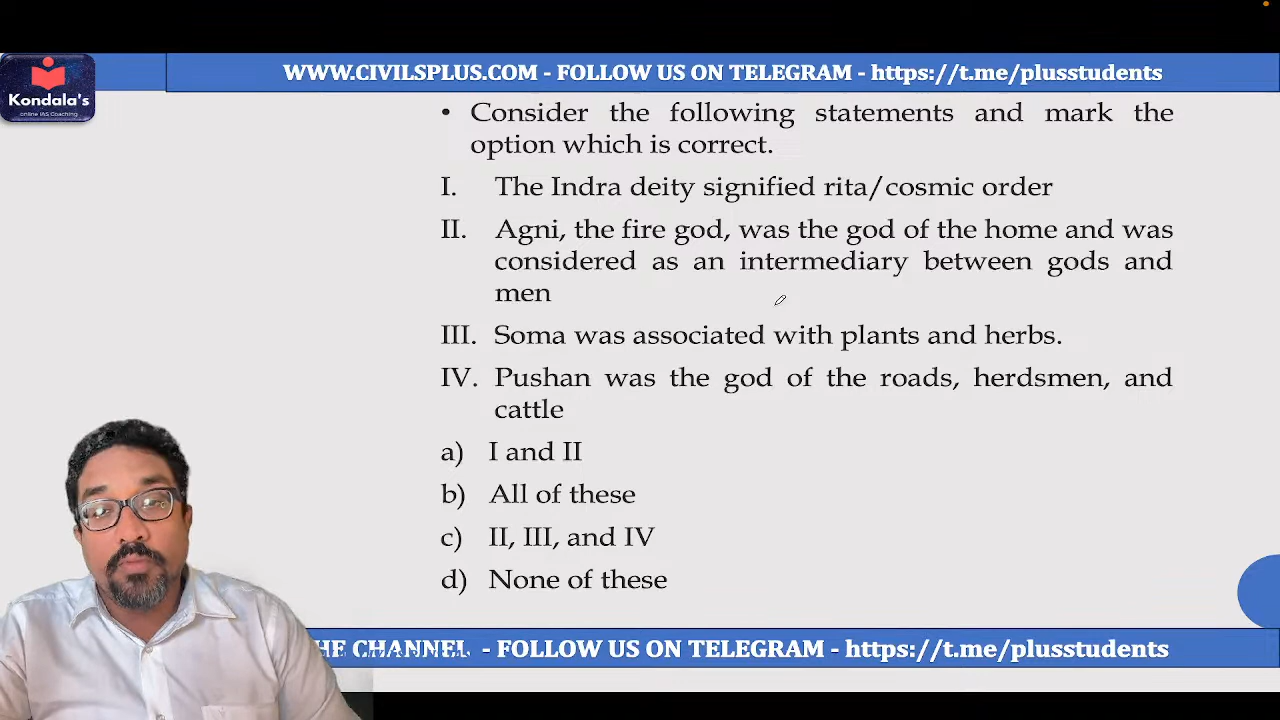 WWW.CIVILSPLUS.COM - FOLLOW US ON TELEGRAM - https://t.me/plusstudents
Kondala's
online IAS Coaching
• Consider the following statements and mark the
option which is correct.
I. The Indra deity signified rita/cosmic order
II. Agni, the fire god, was the god of the home and was
considered as an intermediary between gods and
men
III. Soma was associated with plants and herbs.
IV. Pushan was the god of the roads, herdsmen, and
cattle
a) I and II
b) All of these
c) II, III, and IV
d) None of these
HE CHANNEL - FOLLOW US ON TELEGRAM - https://t.me/plusstudents